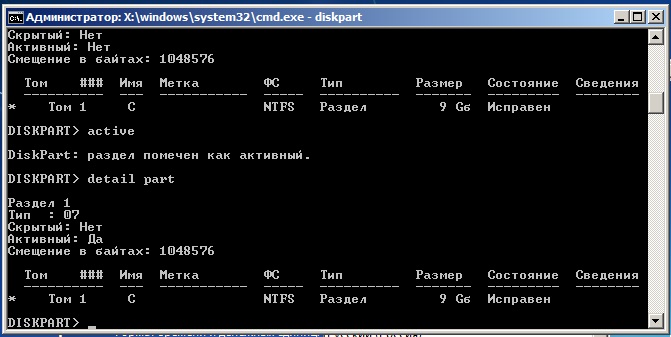 Администратор: X:\windows\system32\cmd.exe - diskpart
Скрытый: Нет
Активный: Нет
Смещение в байтах: 1048576
Том ### Имя Метка ФС Тип Размер Состояние Сведения
* Том 1 C NTFS Раздел 9 Gб Исправен
DISKPART> active
DiskPart: раздел помечен как активный.
DISKPART> detail part
Раздел 1
Тип : 07
Скрытый: Нет
Активный: Да
Смещение в байтах: 1048576
Том ### Имя Метка ФС Тип Размер Состояние Сведения
* Том 1 C NTFS Раздел 9 Gб Исправен
DISKPART>